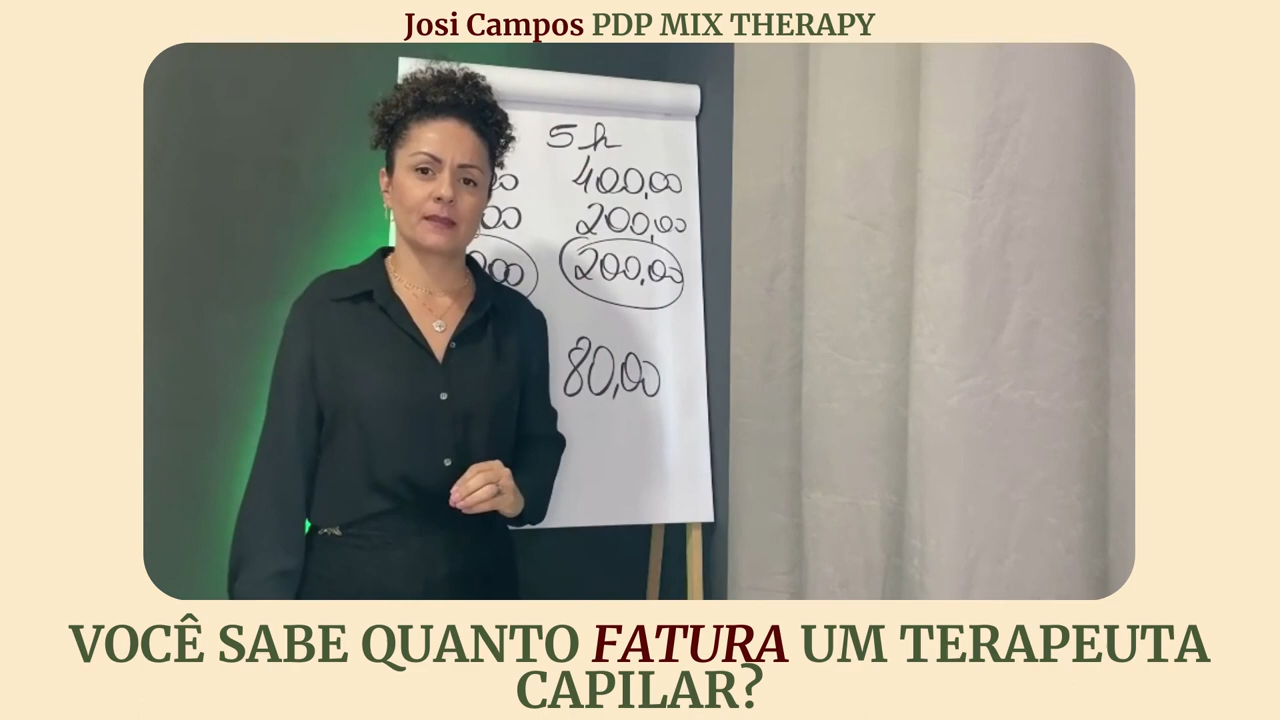 Josi Campos PDP MIX THERAPY
5 h
400,00
200,00
200,00
80,00
VOCÊ SABE QUANTO FATURA UM TERAPEUTA
CAPILAR?